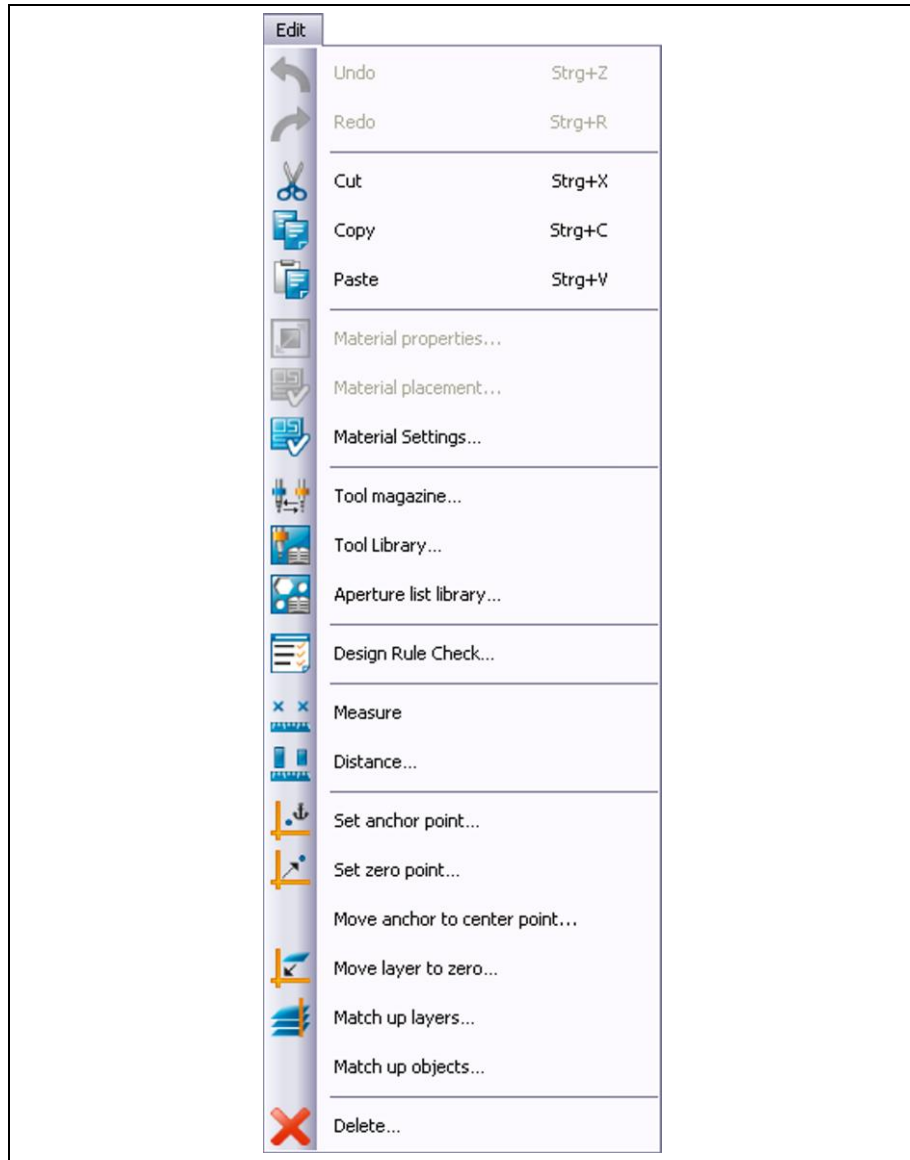 Edit
Undo Strg+Z
Redo Strg+R
Cut Strg+X
Copy Strg+C
Paste Strg+V
Material properties...
Material placement...
Material Settings...
Tool magazine...
Tool Library...
Aperture list library...
Design Rule Check...
Measure
Distance...
Set anchor point...
Set zero point...
Move anchor to center point...
Move layer to zero...
Match up layers...
Match up objects...
Delete...